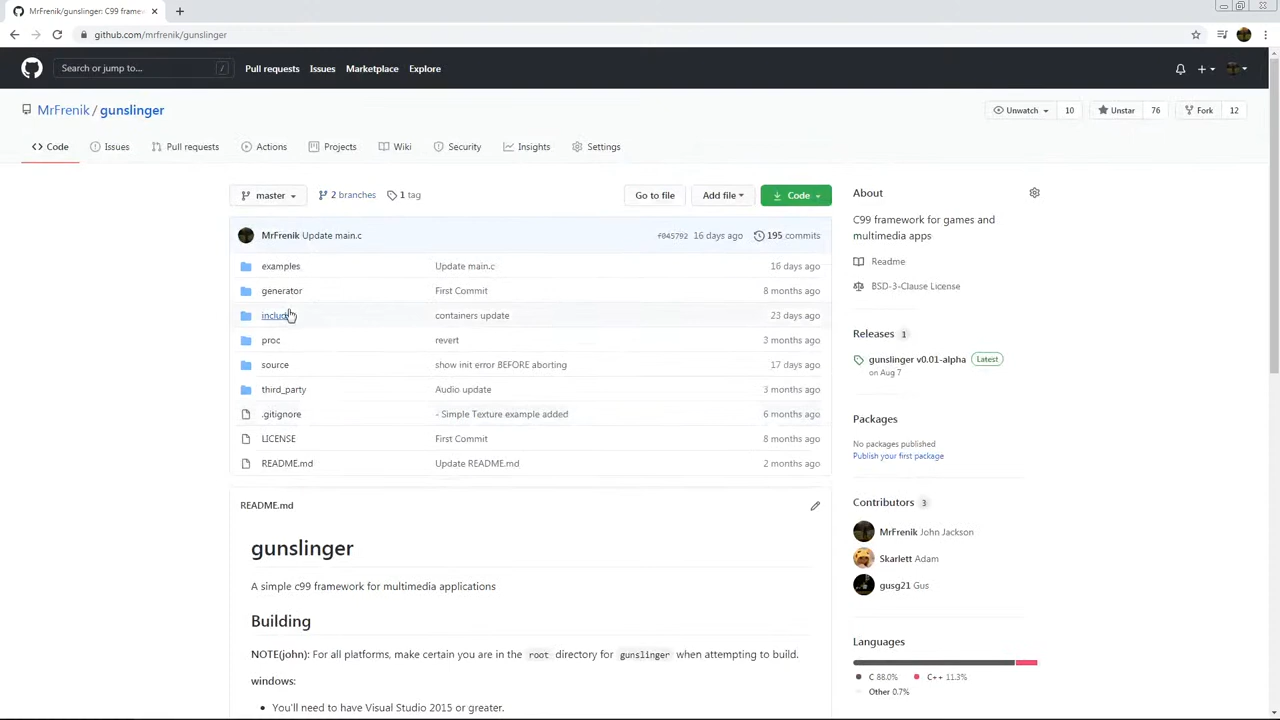 MrFrenik/gunslinger: C99 frame
github.com/mrfrenik/gunslinger
Search or jump to... /
Pull requests Issues Marketplace Explore
MrFrenik / gunslinger
Unwatch 10 Unstar 76 Fork 12
Code Issues Pull requests Actions Projects Wiki Security Insights Settings
master 2 branches 1 tag Go to file Add file Code
MrFrenik Update main.c f045792 16 days ago 195 commits
examples Update main.c 16 days ago
generator First Commit 8 months ago
include containers update 23 days ago
proc revert 3 months ago
source show init error BEFORE aborting 17 days ago
third_party Audio update 3 months ago
.gitignore - Simple Texture example added 6 months ago
LICENSE First Commit 8 months ago
README.md Update README.md 2 months ago
README.md
gunslinger
A simple c99 framework for multimedia applications
Building
NOTE(john): For all platforms, make certain you are in the root directory for gunslinger when attempting to build.
windows:
• You'll need to have Visual Studio 2015 or greater.
About
C99 framework for games and
multimedia apps
Readme
BSD-3-Clause License
Releases 1
gunslinger v0.01-alpha Latest
on Aug 7
Packages
No packages published
Publish your first package
Contributors 3
MrFrenik John Jackson
Skarlett Adam
gusg21 Gus
Languages
C 88.0% C++ 11.3%
Other 0.7%